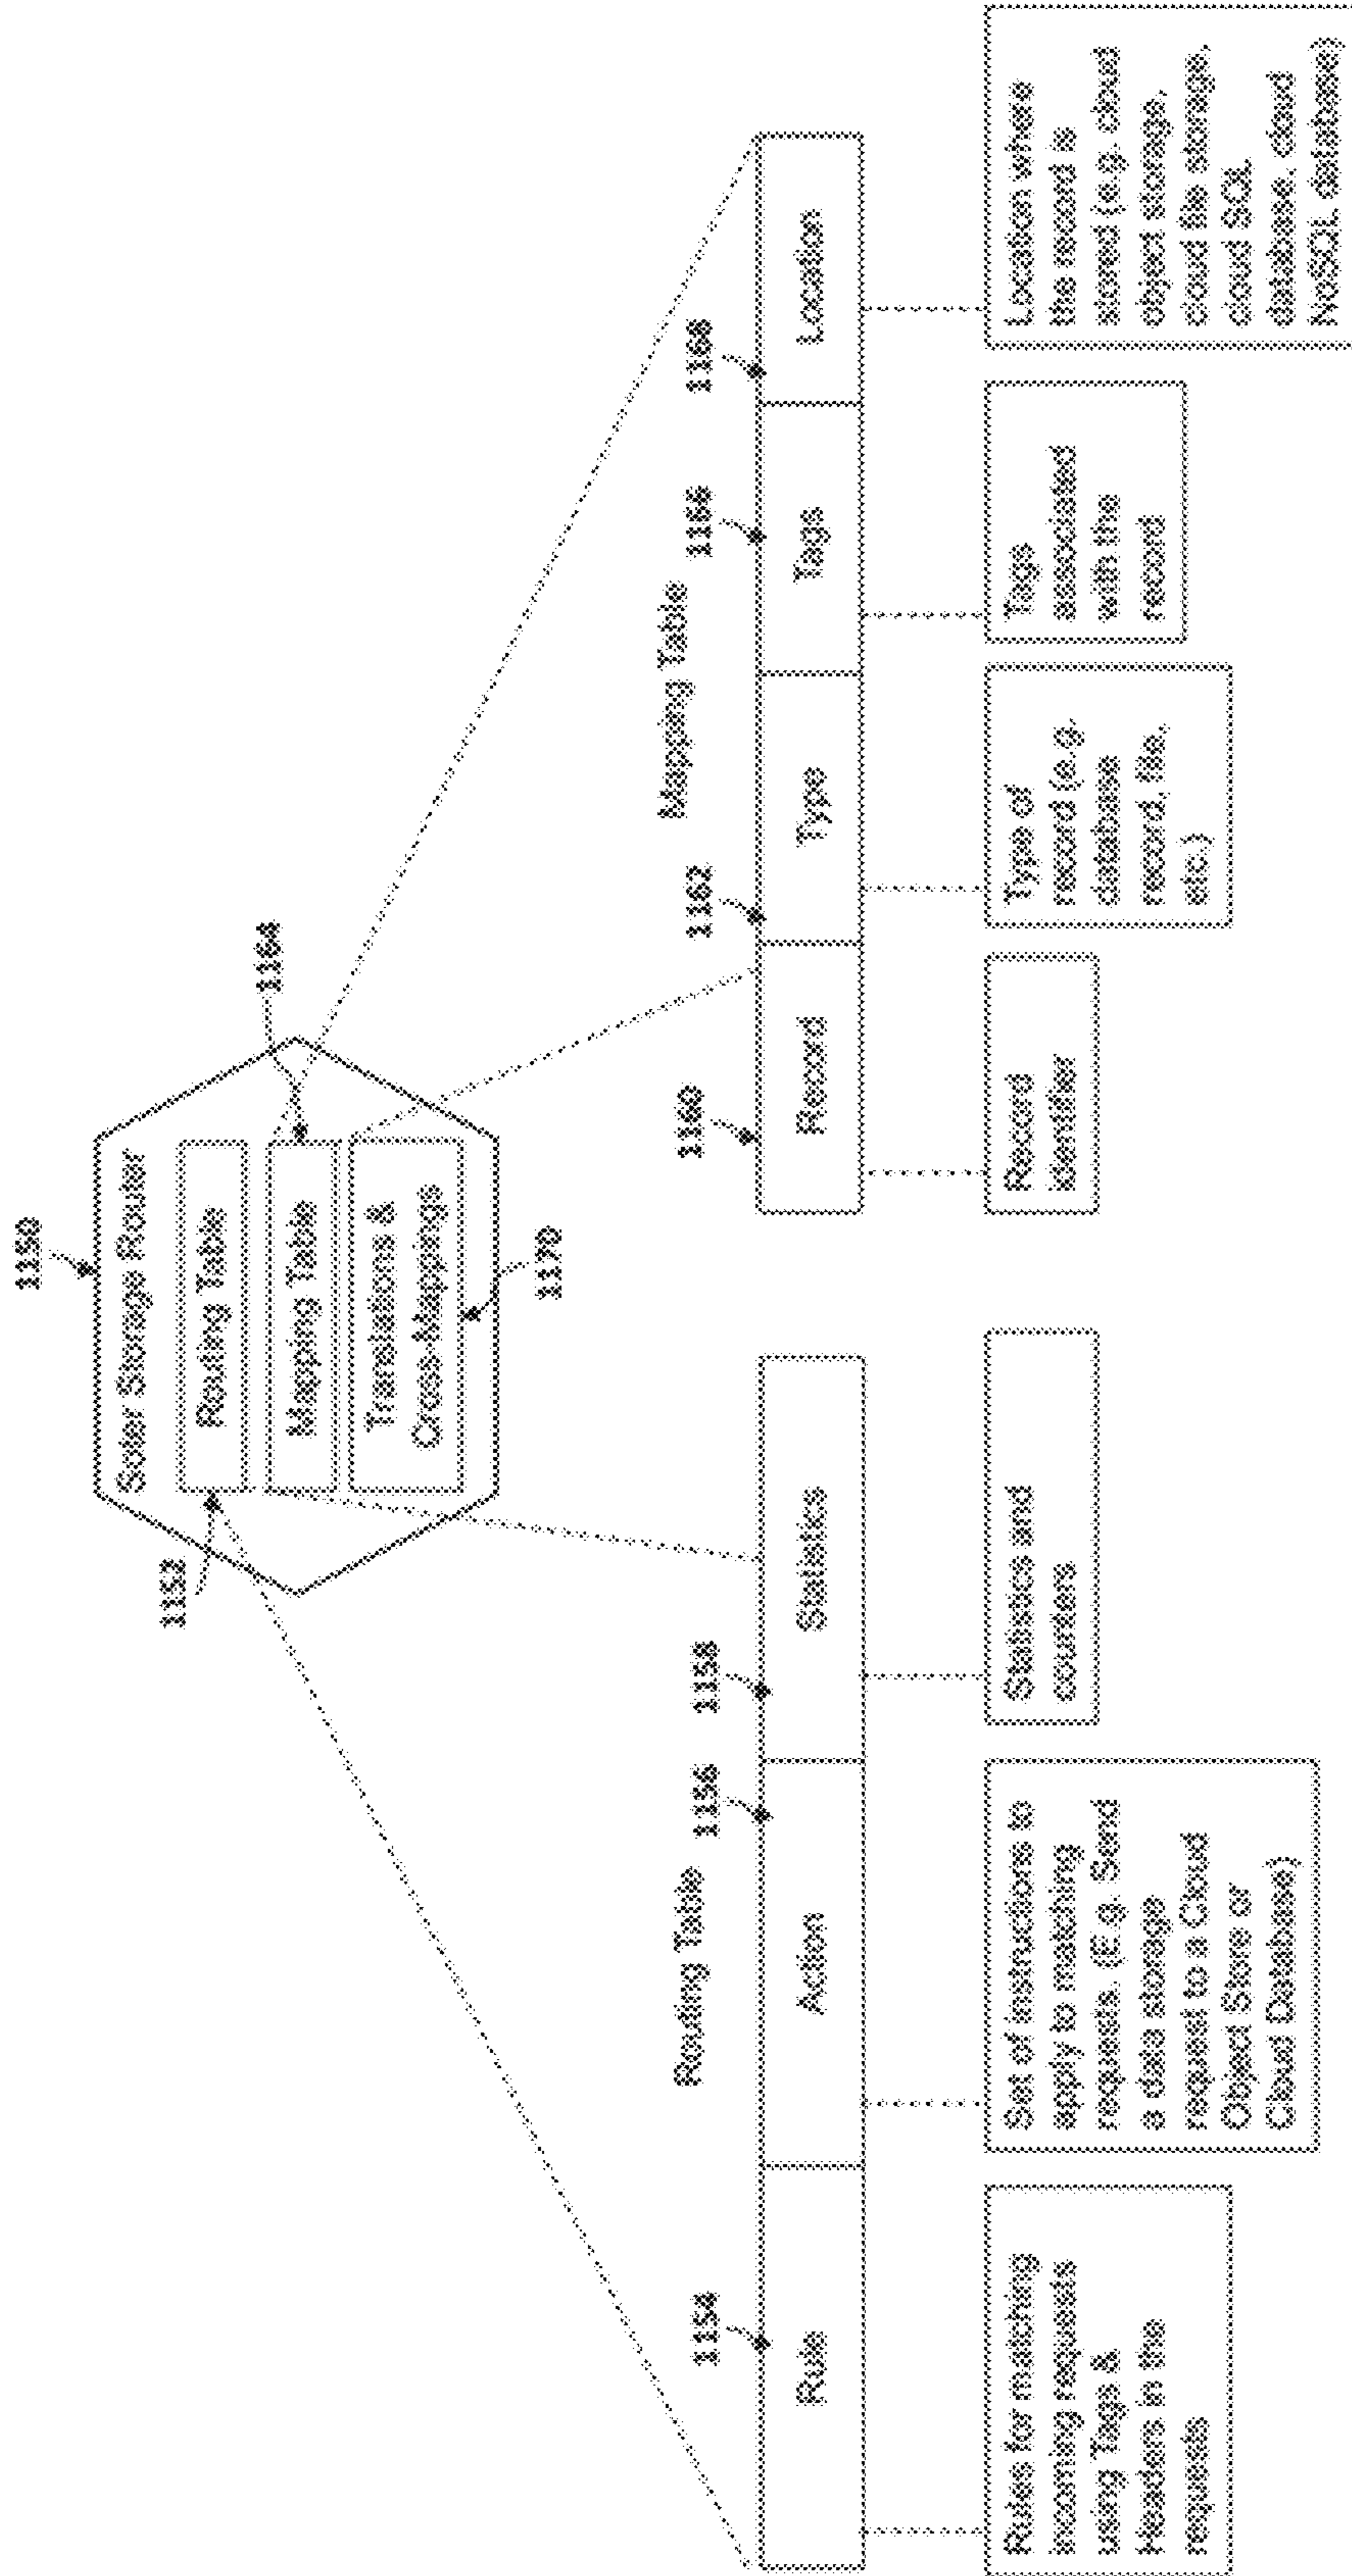 1150
Soter Storage Router
1152
Routing Table
1164
Mapping Table
Translations &
Cross-Mappings
1170
Routing Table
1154
1156
1158
Rule
Action
Statistics
Rules for matching
incoming requests
using Tags &
Headers in the
requests
Set of instructions to
apply to matching
requests. (E.g. Send
a data storage
request to a Cloud
Object Store or
Cloud Database)
Statistics and
counters
Mapping Table
1160
1162
1166
1168
Record
Type
Tags
Location
Record
Identifier
Type of
record (e.g.
database
record, file,
etc.)
Tags
associated
with the
record
Location where
the record is
stored (e.g. cloud
object storage,
cloud file storage,
cloud SQL
database, cloud
NoSQL database)